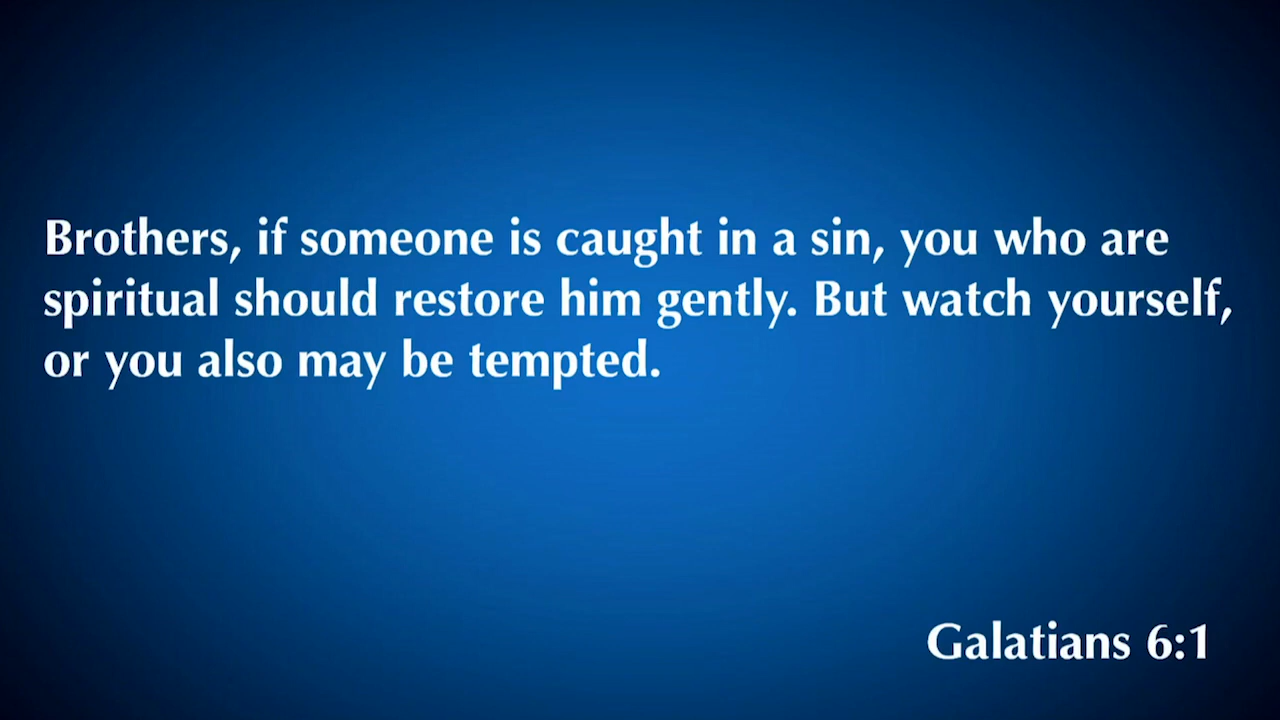 Brothers, if someone is caught in a sin, you who are
spiritual should restore him gently. But watch yourself,
or you also may be tempted.
Galatians 6:1